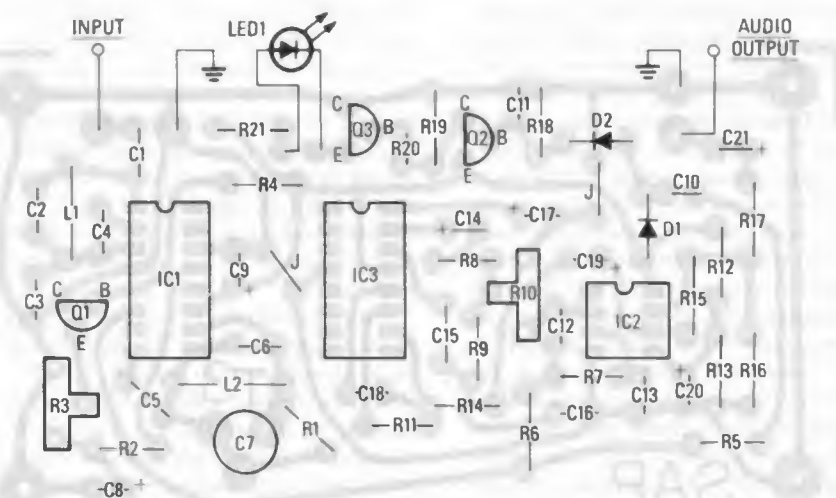 INPUT
LED1
AUDIO
OUTPUT
C
Q3
B
E
R20
R19
C
Q2
B
E
C11
R18
D2
C21
+
R21
C1
R4
C2
L1
C4
IC1
C9
+
J
IC3
+
C14
+
C17
J
C10
D1
R17
R12
R8
R10
C19
+
R15
C3
C
B
Q1
E
C6
C15
R9
C12
IC2
R3
C5
L2
C7
R1
C18
R11
R14
R6
R7
C16
C13
+
C20
R13
R16
R5
R2
C8
+